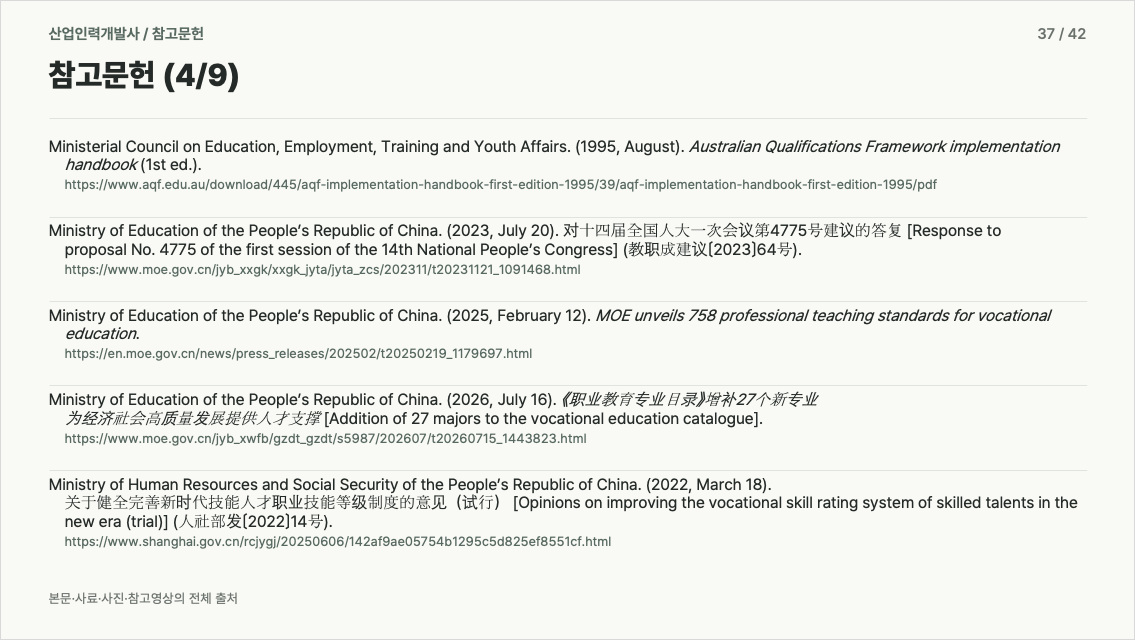 산업인력개발사 / 참고문헌
37 / 42
참고문헌 (4/9)
Ministerial Council on Education, Employment, Training and Youth Affairs. (1995, August). Australian Qualifications Framework implementation
handbook (1st ed.).
https://www.aqf.edu.au/download/445/aqf-implementation-handbook-first-edition-1995/39/aqf-implementation-handbook-first-edition-1995/pdf
Ministry of Education of the People’s Republic of China. (2023, July 20). 对十四届全国人大一次会议第4775号建议的答复 [Response to
proposal No. 4775 of the first session of the 14th National People’s Congress] (教职成建议〔2023〕64号).
https://www.moe.gov.cn/jyb_xxgk/xxgk_jyta/jyta_zcs/202311/t20231121_1091468.html
Ministry of Education of the People’s Republic of China. (2025, February 12). MOE unveils 758 professional teaching standards for vocational
education.
https://en.moe.gov.cn/news/press_releases/202502/t20250219_1179697.html
Ministry of Education of the People’s Republic of China. (2026, July 16). 《职业教育专业目录》增补27个新专业
为经济社会高质量发展提供人才支撑 [Addition of 27 majors to the vocational education catalogue].
https://www.moe.gov.cn/jyb_xwfb/gzdt_gzdt/s5987/202607/t20260715_1443823.html
Ministry of Human Resources and Social Security of the People’s Republic of China. (2022, March 18).
关于健全完善新时代技能人才职业技能等级制度的意见（试行） [Opinions on improving the vocational skill rating system of skilled talents in the
new era (trial)] (人社部发〔2022〕14号).
https://www.shanghai.gov.cn/rcjygj/20250606/142af9ae05754b1295c5d825ef8551cf.html
본문·사료·사진·참고영상의 전체 출처